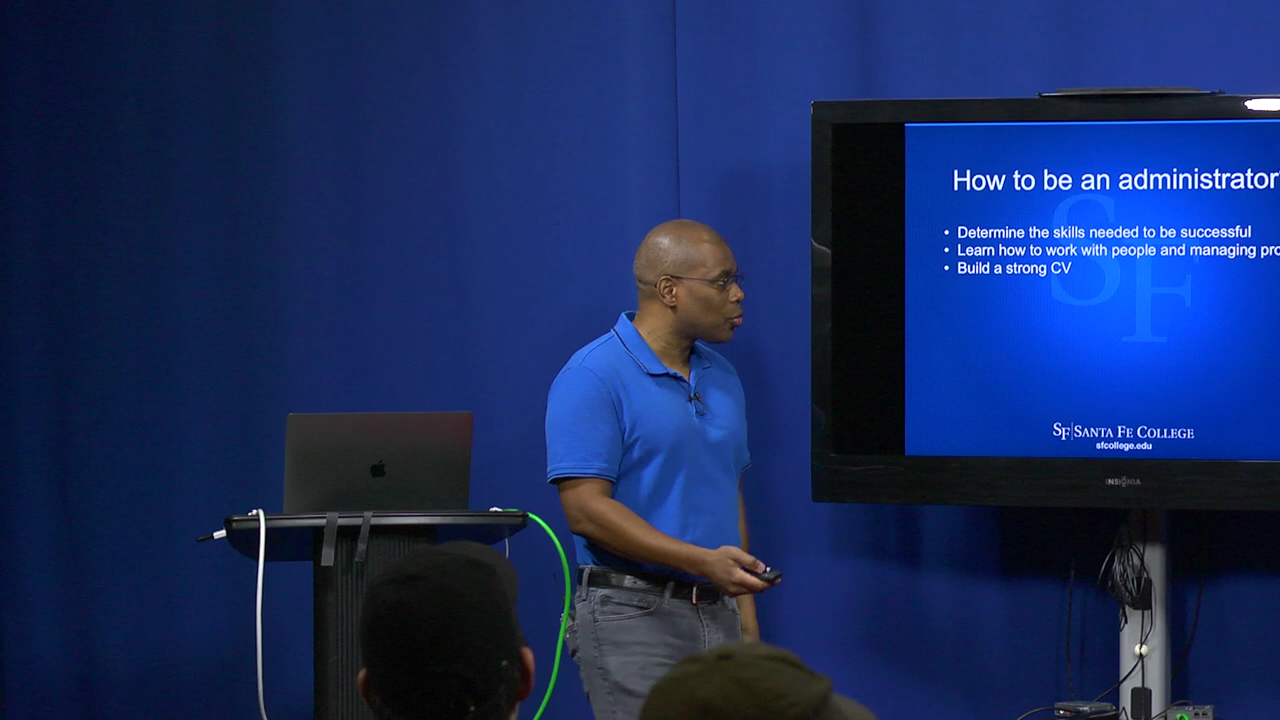 How to be an administrator
• Determine the skills needed to be successful
• Learn how to work with people and managing pro
• Build a strong CV
SF
SF|SANTA FE COLLEGE
sfcollege.edu
INSIGNIA